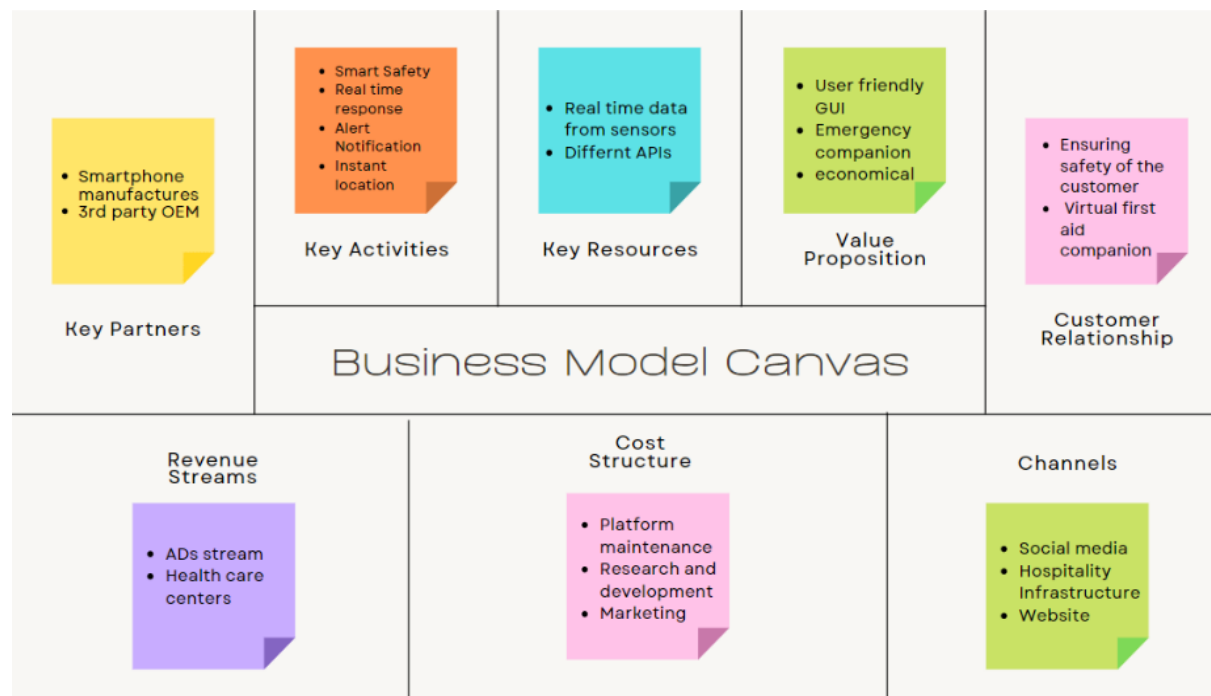 • Smartphone
manufactures
• 3rd party OEM
Key Partners
• Smart Safety
• Real time
response
• Alert
Notification
• Instant
location
Key Activities
• Real time data
from sensors
• Differnt APIs
Key Resources
• User friendly
GUI
• Emergency
companion
• economical
Value
Proposition
• Ensuring
safety of the
customer
• Virtual first
aid
companion
Customer
Relationship
Business Model Canvas
Revenue
Streams
• ADs stream
• Health care
centers
Cost
Structure
• Platform
maintenance
• Research and
development
• Marketing
Channels
• Social media
• Hospitality
Infrastructure
• Website